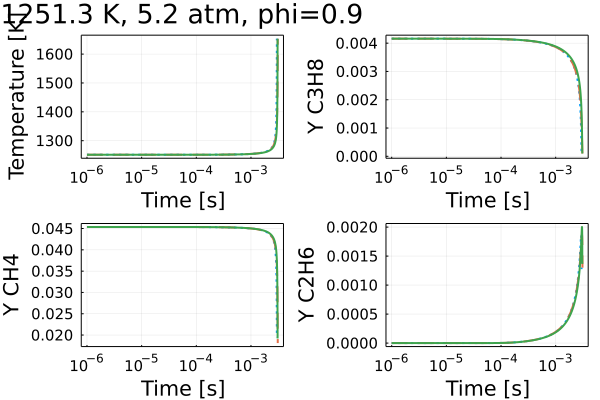 1251.3 K, 5.2 atm, phi=0.9
Temperature [K]
1600
1500
1400
1300
10⁻⁶ 10⁻⁵ 10⁻⁴ 10⁻³
Time [s]
Y C3H8
0.004
0.003
0.002
0.001
0.000
10⁻⁶ 10⁻⁵ 10⁻⁴ 10⁻³
Time [s]
Y CH4
0.045
0.040
0.035
0.030
0.025
0.020
10⁻⁶ 10⁻⁵ 10⁻⁴ 10⁻³
Time [s]
Y C2H6
0.0020
0.0015
0.0010
0.0005
0.0000
10⁻⁶ 10⁻⁵ 10⁻⁴ 10⁻³
Time [s]